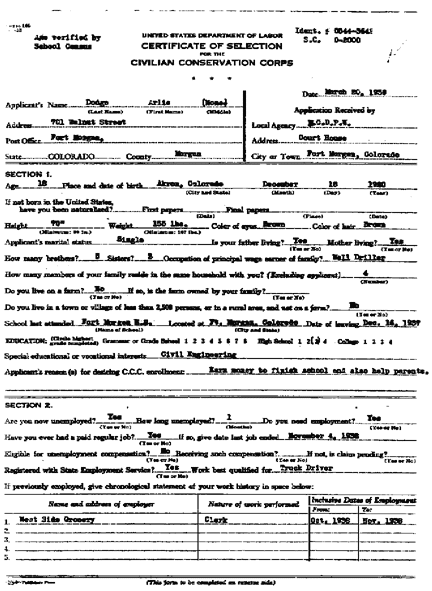 Age verified by
School Census
UNITED STATES DEPARTMENT OF LABOR
CERTIFICATE OF SELECTION
FOR THE
CIVILIAN CONSERVATION CORPS
Ident. # 0544-3642
S.C. 0-2000
* * *
Date March 20, 1939
Applicant's Name Dodge Arlie (None)
(Last Name) (First Name) (Middle)
Application Received by
Address 701 Walnut Street
Local Agency M.C.D.P.W.
Post Office Fort Morgan,
Address Court House
State COLORADO County Morgan
City or Town Fort Morgan, Colorado
SECTION 1.
Age 18 Place and date of birth Akron, Colorado December 18 1920
(City and State) (Month) (Day) (Year)
If not born in the United States,
have you been naturalized? First papers Final papers
(Date) (Place) (Date)
Height 70" Weight 155 lbs. Color of eyes Brown Color of hair Brown
(Minimum: 60 in.) (Minimum: 107 lbs.)
Applicant's marital status Single Is your father living? Yes Mother living? Yes
(Yes or No) (Yes or No)
How many brothers? 5 Sisters? Occupation of principal wage earner of family? Well Driller
How many members of your family reside in the same household with you? (Excluding applicant) 4
(Number)
Do you live on a farm? No If so, is the farm owned by your family?
(Yes or No) (Yes or No)
Do you live in a town or village of less than 2,500 persons, or in a rural area, and not on a farm? No
(Yes or No)
School last attended Fort Morgan H.S. Located at Ft. Morgan, Colorado Date of leaving Dec. 16, 1937
(Name of School) (City and State)
EDUCATION: (Circle highest grade completed) Grammar or Grade School 1 2 3 4 5 6 7 8 High School 1 2 3 4 College 1 2 3 4
Special educational or vocational interests Civil Engineering
Applicant's reason (s) for desiring C.C.C. enrollment: Earn money to finish school and also help parents.
SECTION 2.
Are you now unemployed? Yes How long unemployed? 1 Do you need employment? Yes
(Yes or No) (Months) (Yes or No)
Have you ever had a paid regular job? Yes If so, give date last job ended November 4, 1938
(Yes or No)
Eligible for unemployment compensation? No Receiving such compensation? If not, is claim pending?
(Yes or No) (Yes or No) (Yes or No)
Registered with State Employment Service? Yes Work best qualified for Truck Driver
(Yes or No)
If previously employed, give chronological statement of your work history in space below:
Name and address of employer Nature of work performed Inclusive Dates of Employment
From: To:
1. West Side Grocery Clerk Oct. 1938 Nov. 1938
2.
3.
4.
5.
(This form to be completed on reverse side)